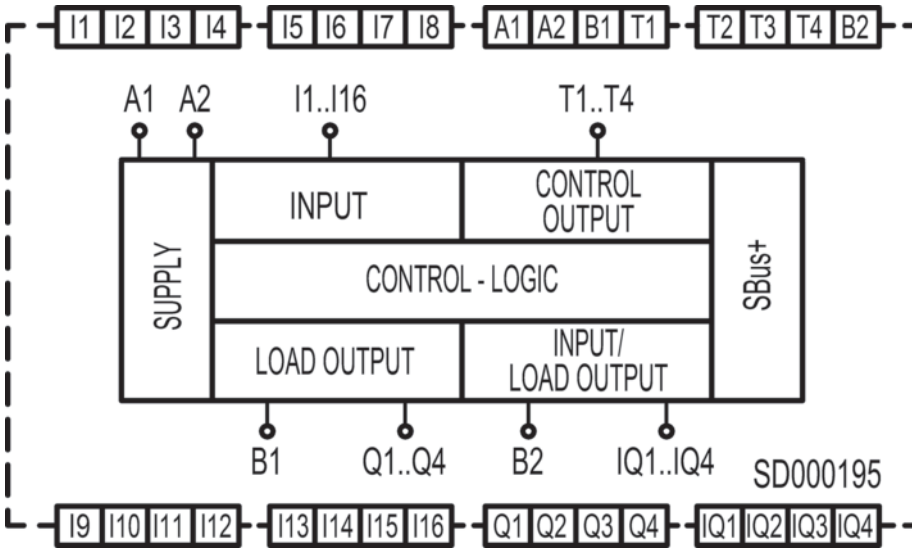 I1 I2 I3 I4 I5 I6 I7 I8 A1 A2 B1 T1 T2 T3 T4 B2
A1 A2 I1..I16 T1..T4
SUPPLY
INPUT
CONTROL
OUTPUT
CONTROL - LOGIC
SBus+
LOAD OUTPUT
INPUT/
LOAD OUTPUT
B1 Q1..Q4 B2 IQ1..IQ4
SD000195
I9 I10 I11 I12 I13 I14 I15 I16 Q1 Q2 Q3 Q4 IQ1 IQ2 IQ3 IQ4